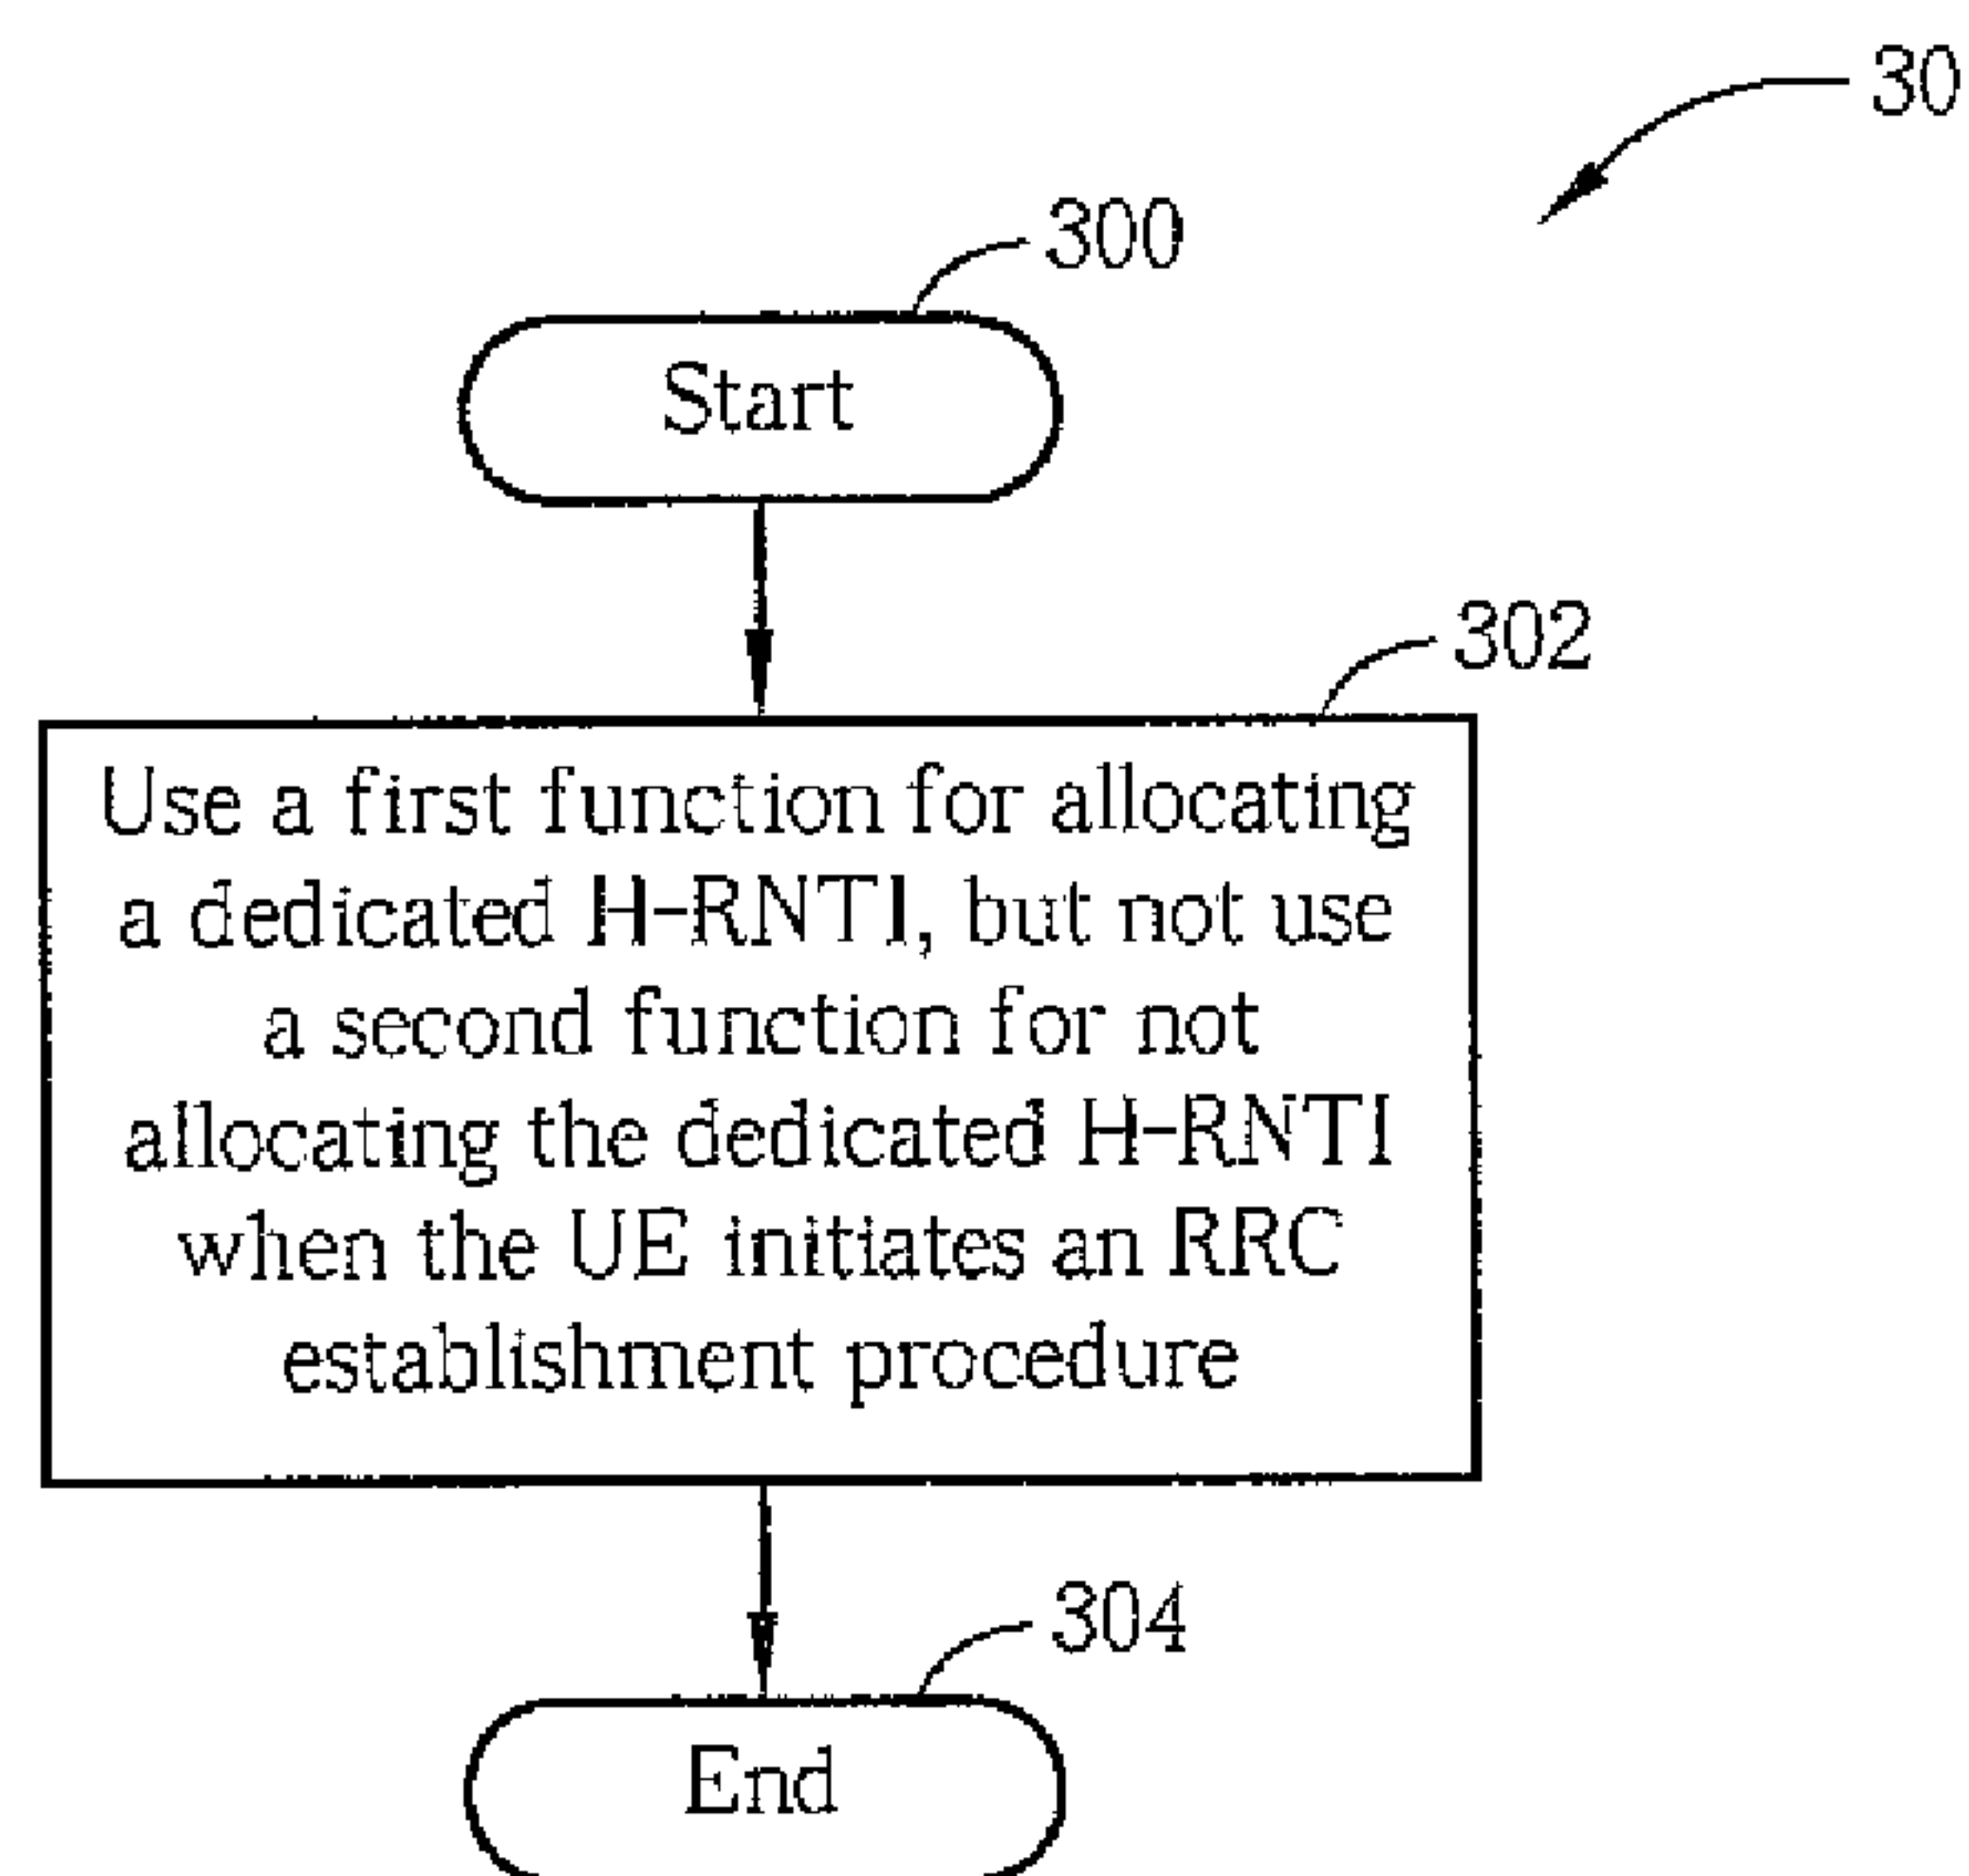 30
300
Start
302
Use a first function for allocating
a dedicated H-RNTI, but not use
a second function for not
allocating the dedicated H-RNTI
when the UE initiates an RRC
establishment procedure
304
End